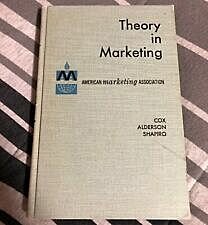 Theory
in
Marketing
AMERICAN marketing ASSOCIATION
COX
ALDERSON
SHAPIRO